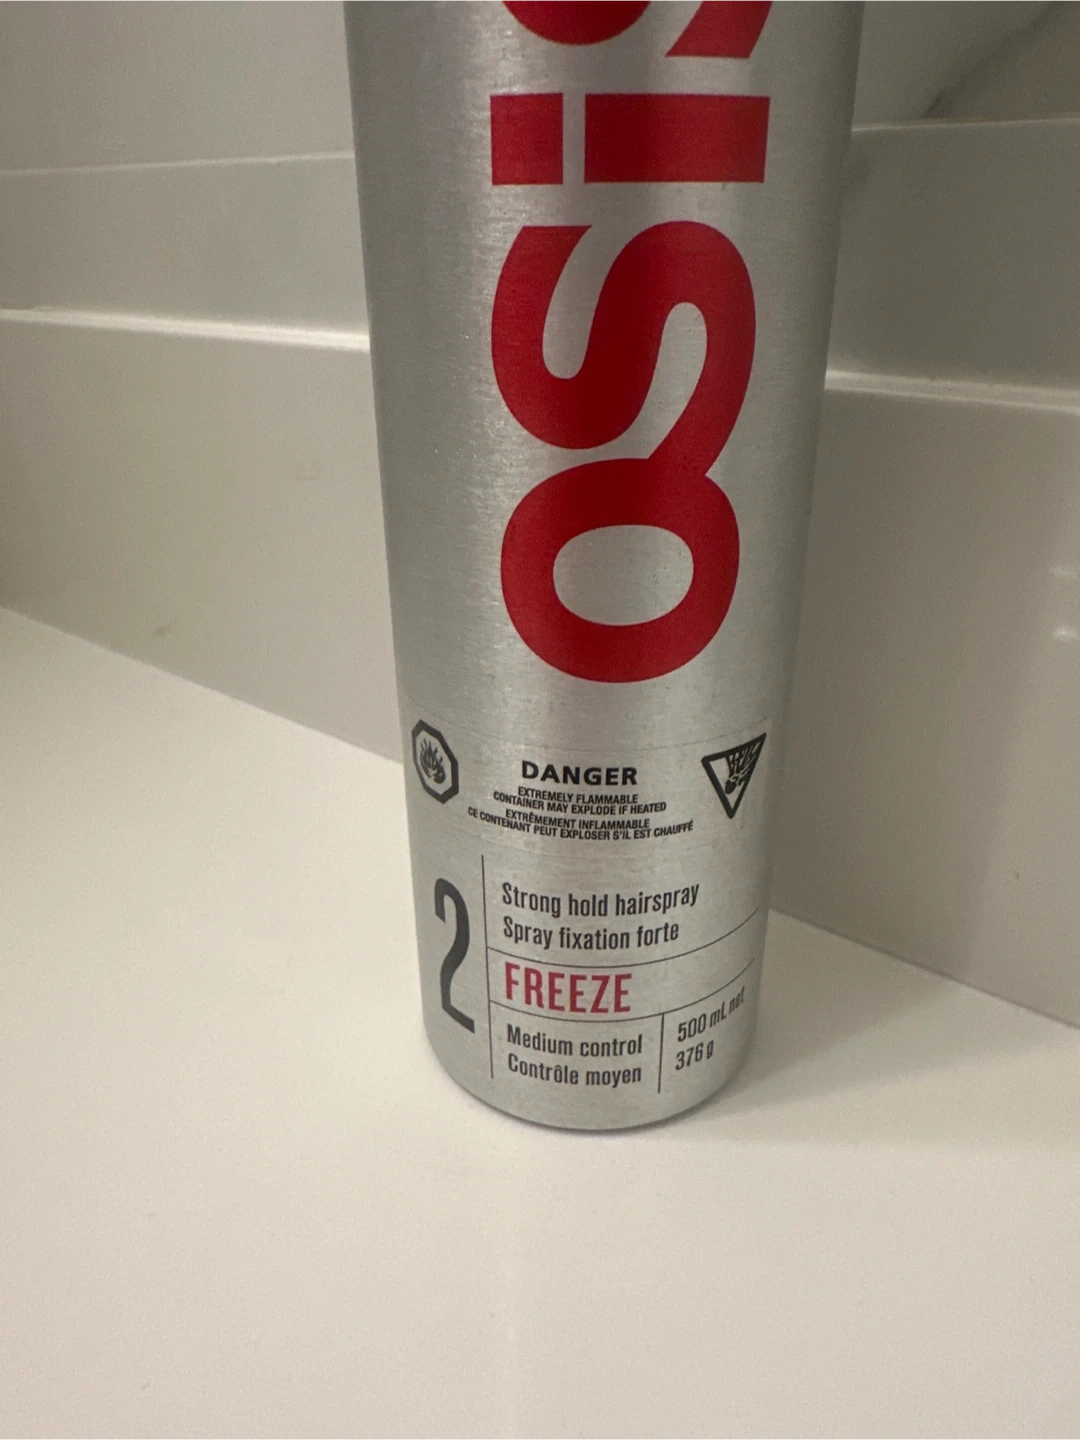 OSiS
DANGER
EXTREMELY FLAMMABLE
CONTAINER MAY EXPLODE IF HEATED
EXTRÊMEMENT INFLAMMABLE
CE CONTENANT PEUT EXPLOSER S'IL EST CHAUFFÉ
2
Strong hold hairspray
Spray fixation forte
FREEZE
Medium control
Contrôle moyen
500 mL net
376 g